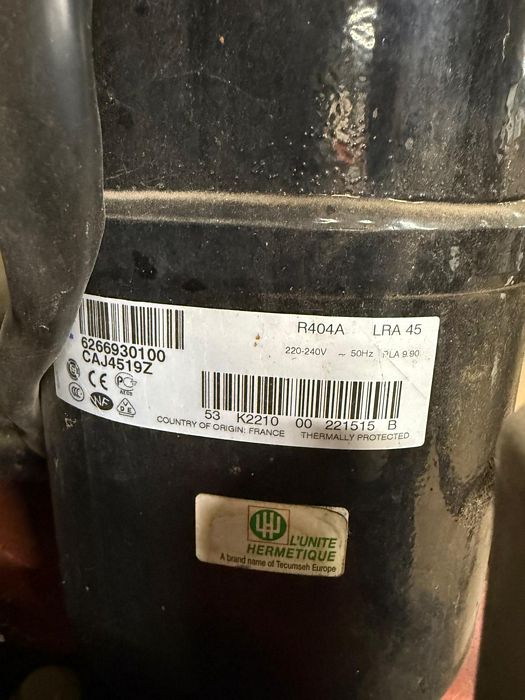 R404A LRA 45
220-240V ~ 50Hz RLA 9.90
6266930100
CAJ4519Z
CE
53 K2210 00 221515 B
COUNTRY OF ORIGIN: FRANCE THERMALLY PROTECTED
L'UNITE
HERMETIQUE
A brand name of Tecumseh Europe